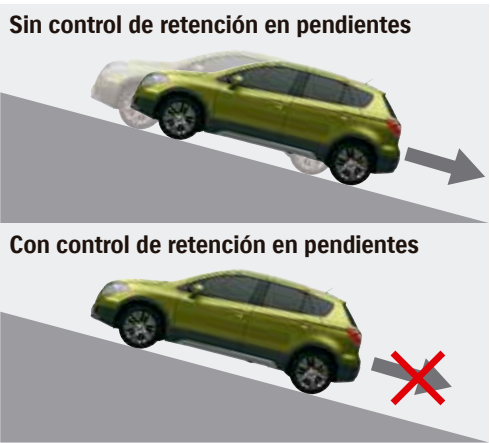 Sin control de retención en pendientes
Con control de retención en pendientes